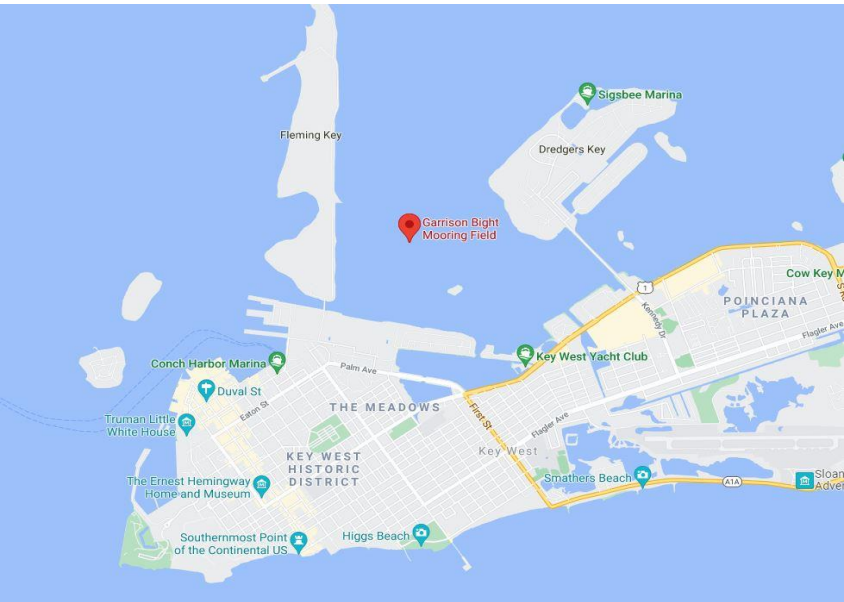 Sigsbee Marina
Fleming Key
Dredgers Key
Garrison Bight
Mooring Field
Cow Key M
1
S Ro
POINCIANA
PLAZA
Kennedy Dr
Flagler Ave
Key West Yacht Club
Conch Harbor Marina
Palm Ave
Duval St
Eaton St
THE MEADOWS
First St
Flagler Ave
Truman Little
White House
Key West
KEY WEST
HISTORIC
DISTRICT
The Ernest Hemingway
Home and Museum
Smathers Beach
A1A
Sloan
Adver
Southernmost Point
of the Continental US
Higgs Beach